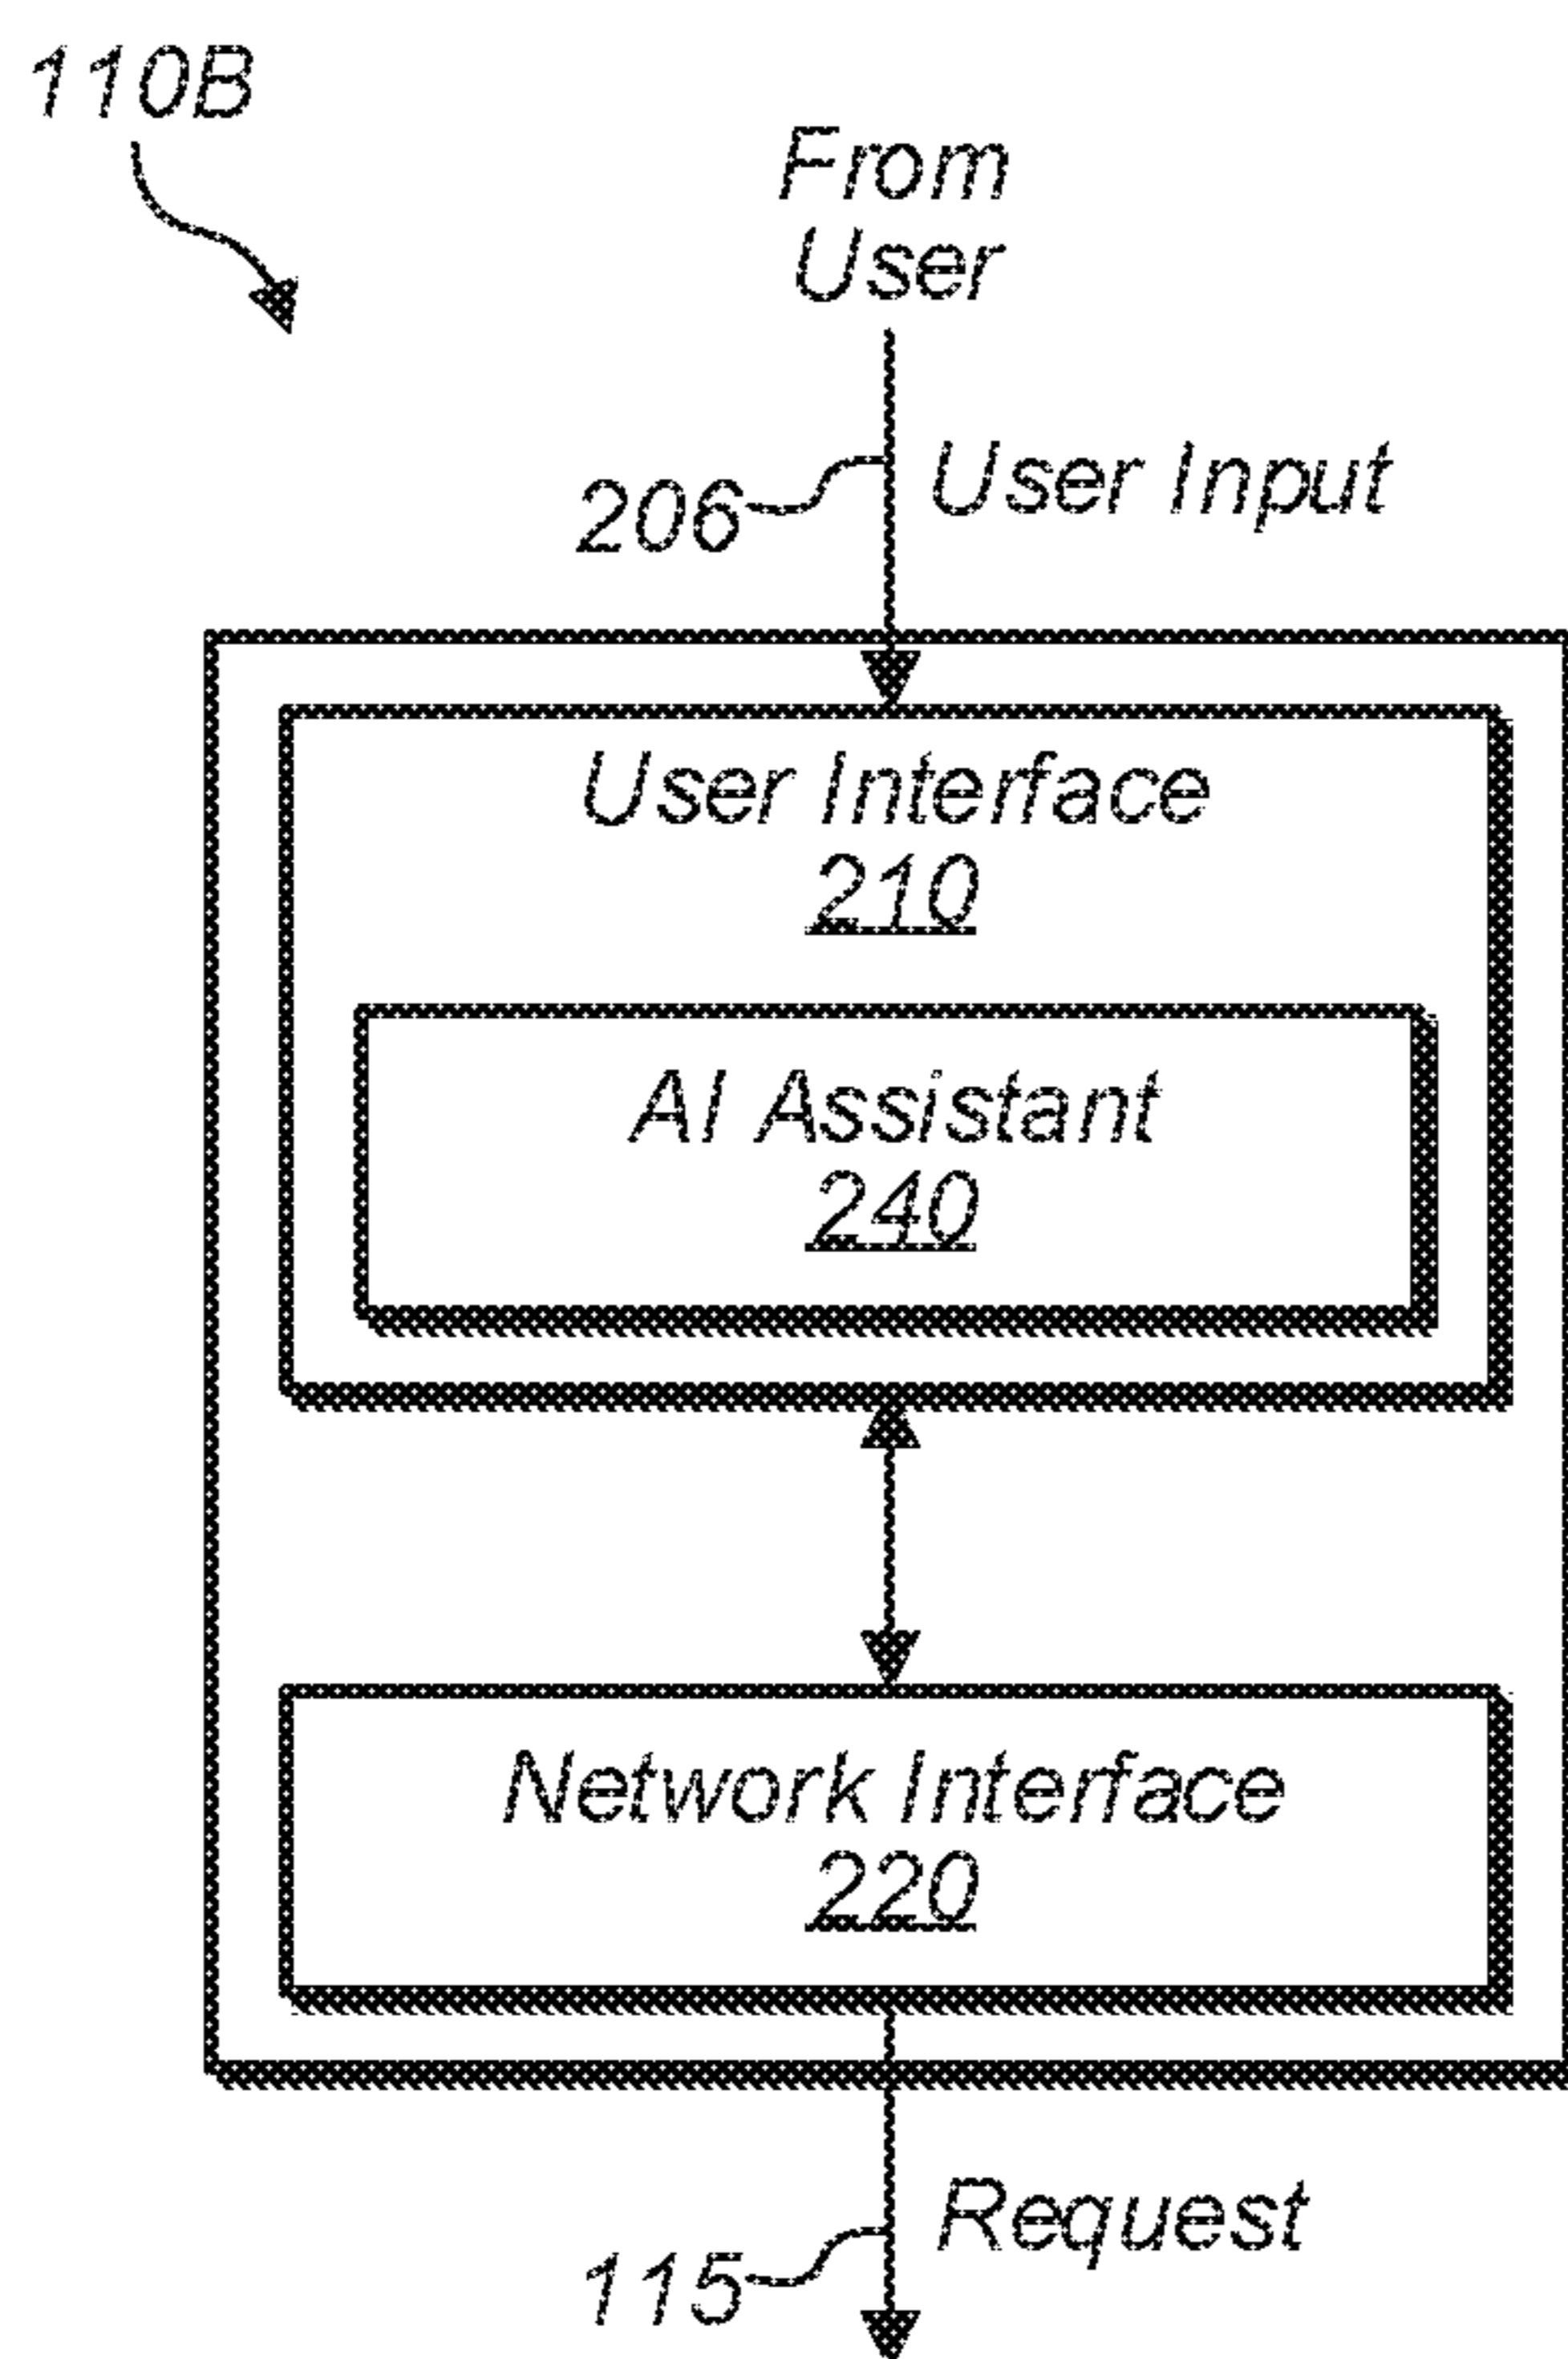 110B
From
User
206
User Input
User Interface
210
AI Assistant
240
Network Interface
220
Request
115